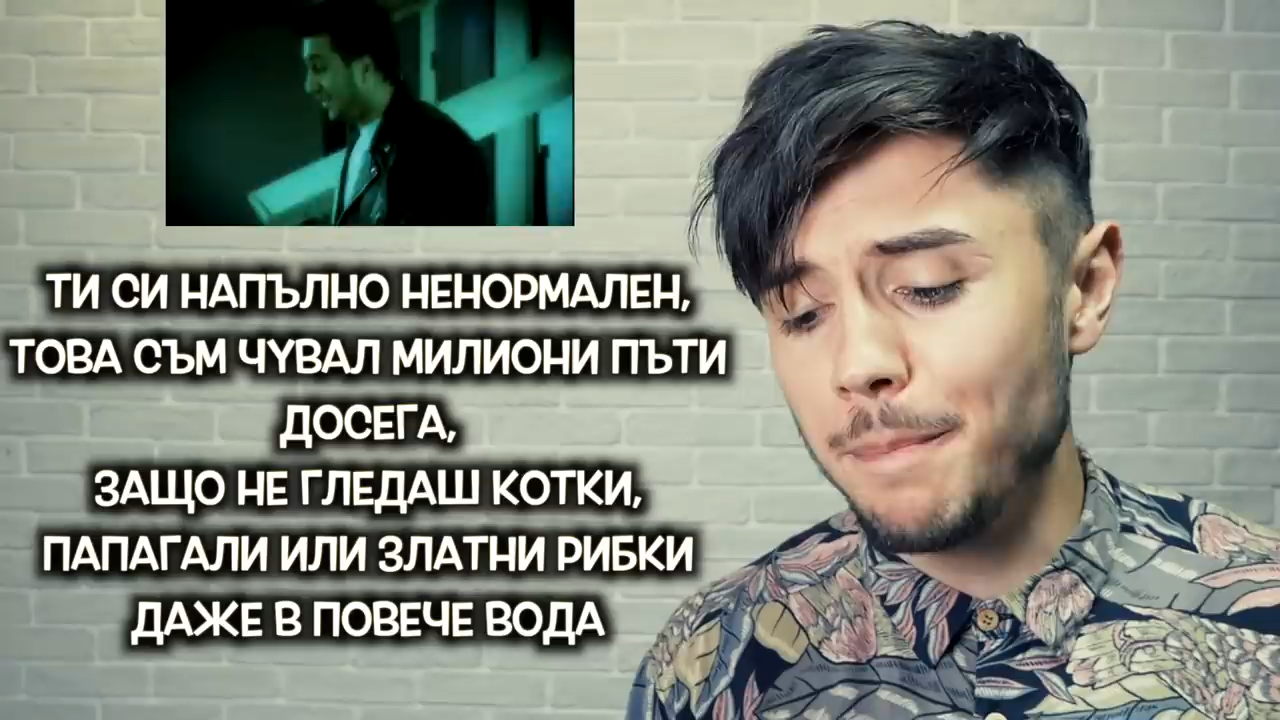 ТИ СИ НАПЪЛНО НЕНОРМАЛЕН,
ТОВА СЪМ ЧУВАЛ МИЛИОНИ ПЪТИ
ДОСЕГА,
ЗАЩО НЕ ГЛЕДАШ КОТКИ,
ПАПАГАЛИ ИЛИ ЗЛАТНИ РИБКИ
ДАЖЕ В ПОВЕЧЕ ВОДА